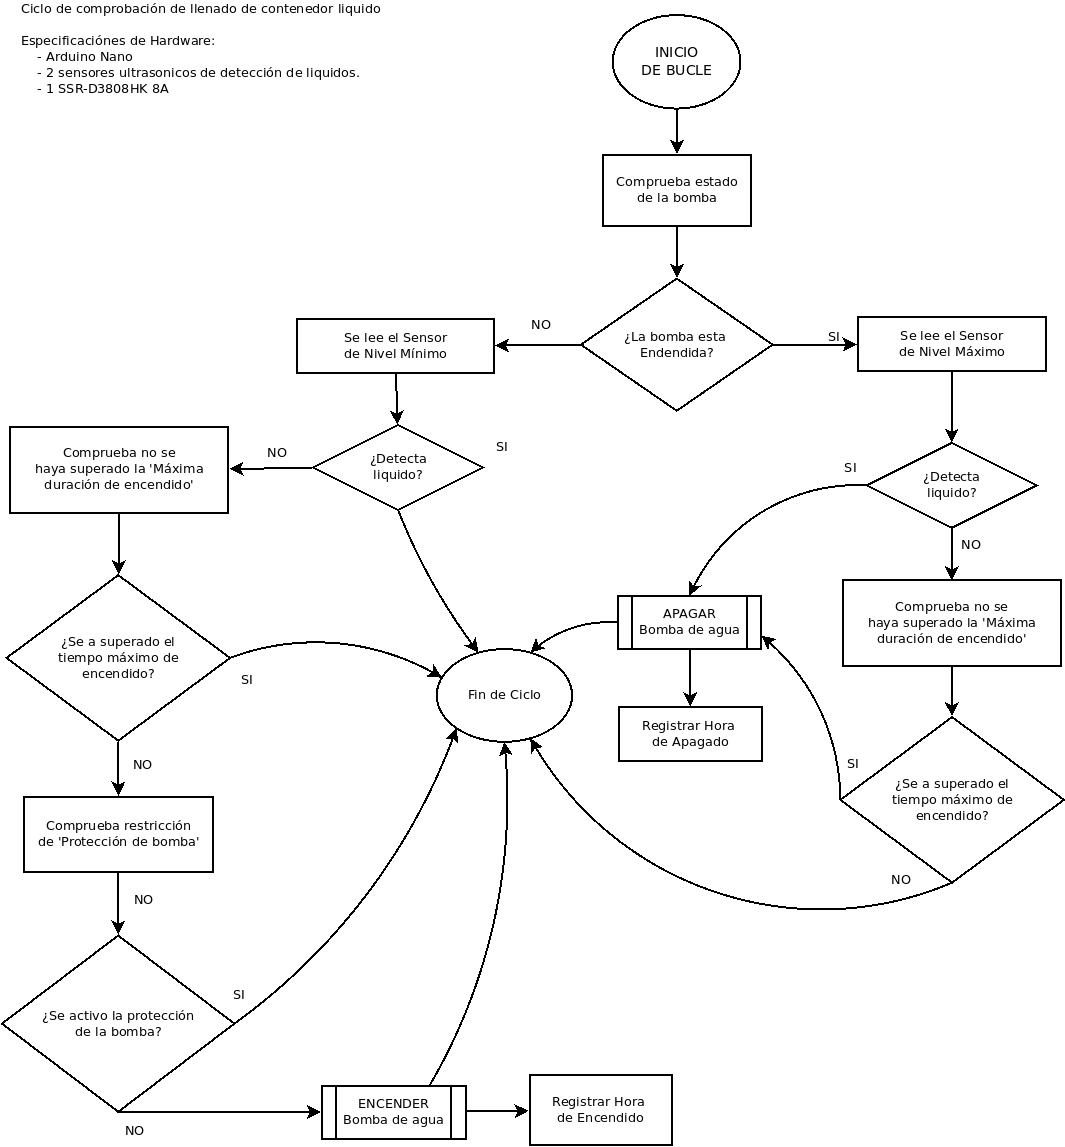 Ciclo de comprobación de llenado de contenedor liquido
Especificaciónes de Hardware:
- Arduino Nano
- 2 sensores ultrasonicos de detección de liquidos.
- 1 SSR-D3808HK 8A
INICIO
DE BUCLE
Comprueba estado
de la bomba
¿La bomba esta
Endendida?
NO
SI
Se lee el Sensor
de Nivel Mínimo
Se lee el Sensor
de Nivel Máximo
¿Detecta
liquido?
NO
SI
Comprueba no se
haya superado la 'Máxima
duración de encendido'
¿Detecta
liquido?
SI
NO
Comprueba no se
haya superado la 'Máxima
duración de encendido'
APAGAR
Bomba de agua
¿Se a superado el
tiempo máximo de
encendido?
SI
NO
Fin de Ciclo
Registrar Hora
de Apagado
¿Se a superado el
tiempo máximo de
encendido?
SI
NO
Comprueba restricción
de 'Protección de bomba'
NO
¿Se activo la protección
de la bomba?
SI
NO
ENCENDER
Bomba de agua
Registrar Hora
de Encendido